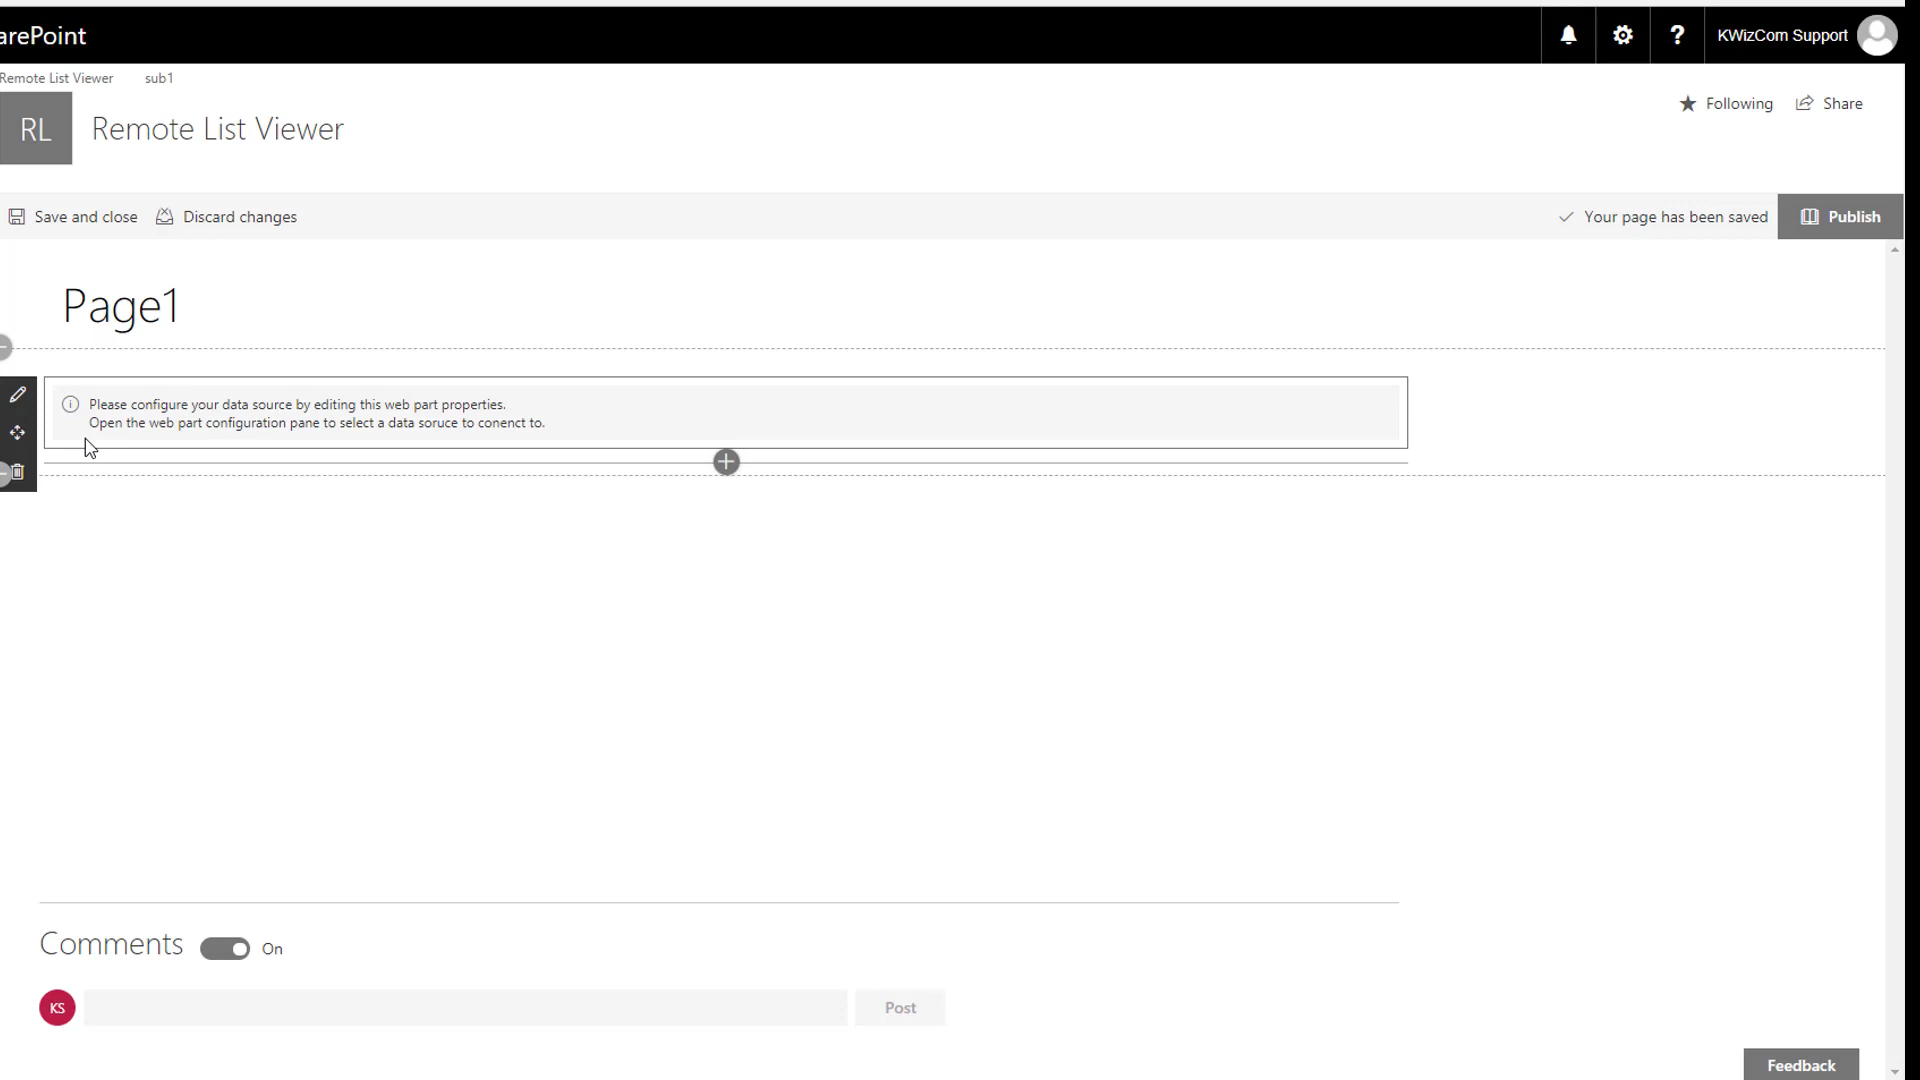 arePoint
KWizCom Support
Remote List Viewer sub1
Following Share
RL Remote List Viewer
Save and close Discard changes Your page has been saved Publish
Page1
Please configure your data source by editing this web part properties.
Open the web part configuration pane to select a data soruce to conenct to.
Comments On
KS Post
Feedback